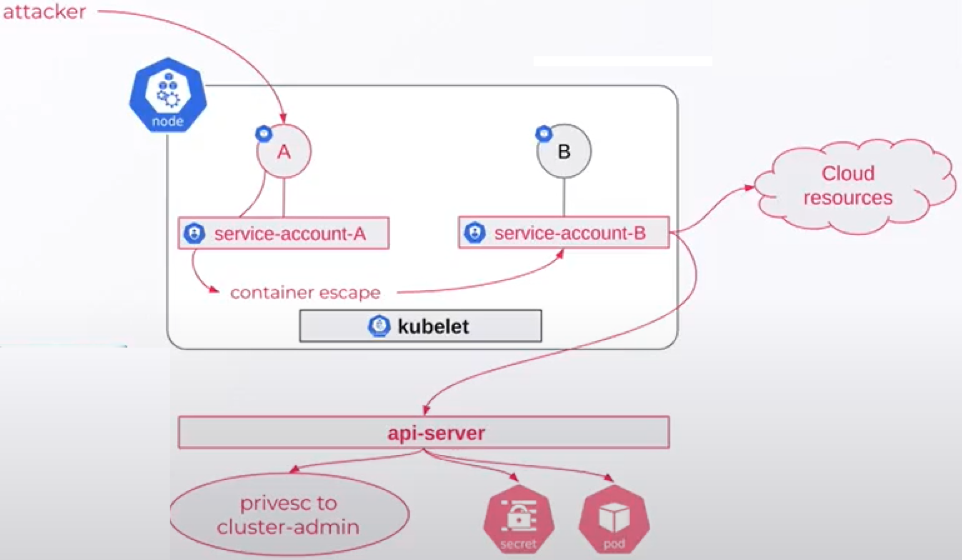 attacker
node
A
B
Cloud
resources
service-account-A
service-account-B
container escape
kubelet
api-server
privesc to
cluster-admin
secret
pod